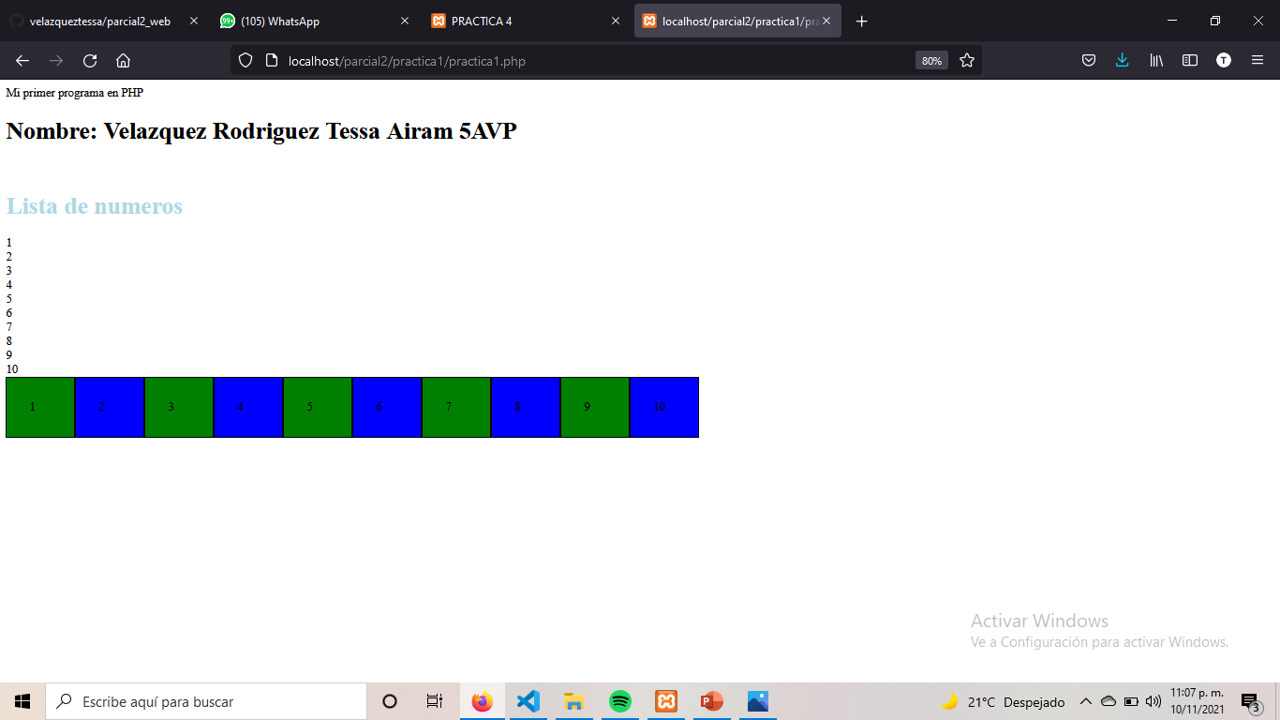 velazqueztessa/parcial2_web
99+ (105) WhatsApp
PRACTICA 4
localhost/parcial2/practica1/pra
localhost/parcial2/practica1/practica1.php
80%
T
Mi primer programa en PHP
Nombre: Velazquez Rodriguez Tessa Airam 5AVP
Lista de numeros
1
2
3
4
5
6
7
8
9
10
1 2 3 4 5 6 7 8 9 10
Activar Windows
Ve a Configuración para activar Windows.
Escribe aquí para buscar
21°C Despejado
11:07 p. m.
10/11/2021
3